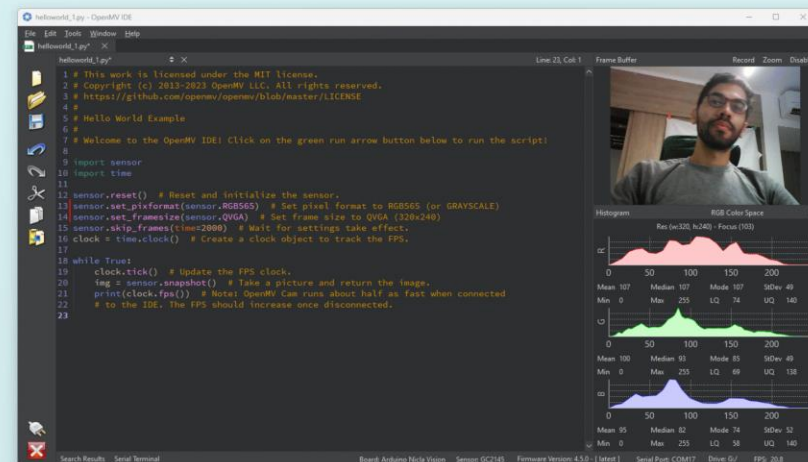 helloworld_1.py - OpenMV IDE
File Edit Tools Window Help
helloworld_1.py*
helloworld_1.py* Line: 23, Col: 1
1 # This work is licensed under the MIT license.
2 # Copyright (c) 2013-2023 OpenMV LLC. All rights reserved.
3 # https://github.com/openmv/openmv/blob/master/LICENSE
4 #
5 # Hello World Example
6 #
7 # Welcome to the OpenMV IDE! Click on the green run arrow button below to run the script!
8
9 import sensor
10 import time
11
12 sensor.reset()  # Reset and initialize the sensor.
13 sensor.set_pixformat(sensor.RGB565)  # Set pixel format to RGB565 (or GRAYSCALE)
14 sensor.set_framesize(sensor.QVGA)  # Set frame size to QVGA (320x240)
15 sensor.skip_frames(time=2000)  # Wait for settings take effect.
16 clock = time.clock()  # Create a clock object to track the FPS.
17
18 while True:
19     clock.tick()  # Update the FPS clock.
20     img = sensor.snapshot()  # Take a picture and return the image.
21     print(clock.fps())  # Note: OpenMV Cam runs about half as fast when connected
22     # to the IDE. The FPS should increase once disconnected.
23
Frame Buffer Record Zoom Disabl
Histogram RGB Color Space
Res (w:320, h:240) - Focus (103)
R
0 50 100 150 200
Mean 107 Median 107 Mode 107 StDev 49
Min 0 Max 255 LQ 74 UQ 140
G
0 50 100 150 200
Mean 100 Median 93 Mode 85 StDev 49
Min 0 Max 255 LQ 69 UQ 138
B
0 50 100 150 200
Mean 95 Median 82 Mode 74 StDev 52
Min 0 Max 255 LQ 58 UQ 140
Search Results Serial Terminal Board: Arduino Nicla Vision Sensor: GC2145 Firmware Version: 4.5.0 - [ latest ] Serial Port: COM17 Drive: G:/ FPS: 20.8